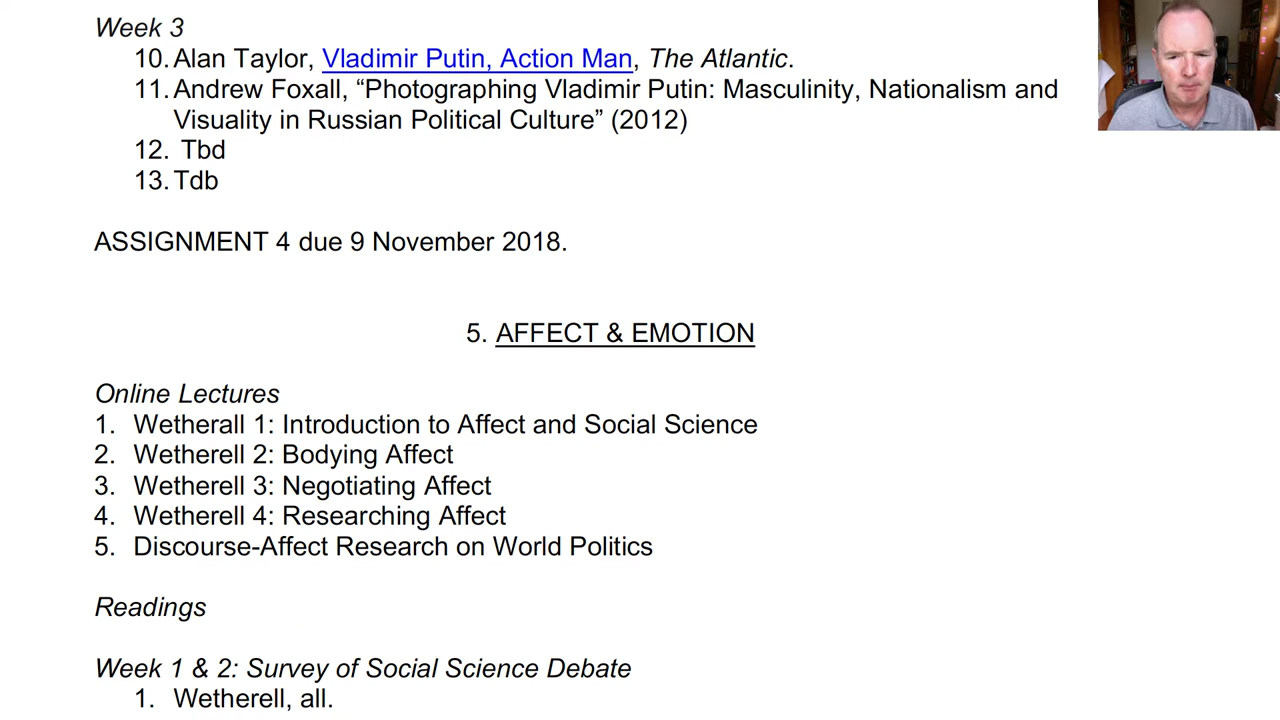 Week 3
10. Alan Taylor, Vladimir Putin, Action Man, The Atlantic.
11. Andrew Foxall, “Photographing Vladimir Putin: Masculinity, Nationalism and
Visuality in Russian Political Culture” (2012)
12. Tbd
13. Tdb
ASSIGNMENT 4 due 9 November 2018.
5. AFFECT & EMOTION
Online Lectures
1. Wetherall 1: Introduction to Affect and Social Science
2. Wetherell 2: Bodying Affect
3. Wetherell 3: Negotiating Affect
4. Wetherell 4: Researching Affect
5. Discourse-Affect Research on World Politics
Readings
Week 1 & 2: Survey of Social Science Debate
1. Wetherell, all.